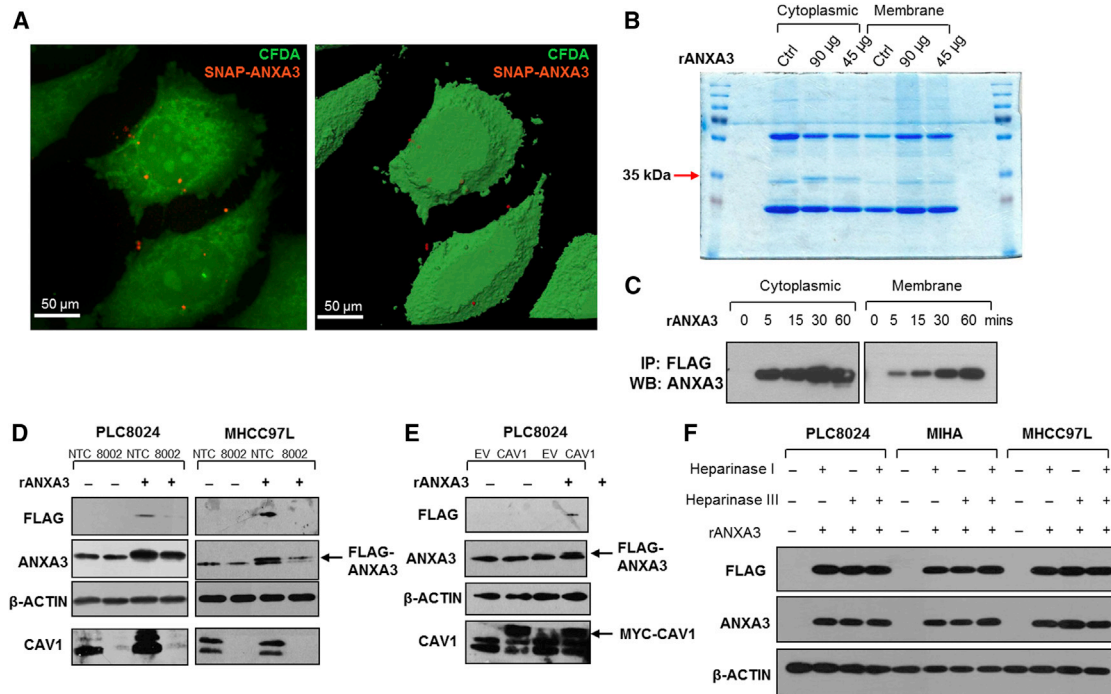 A
CFDA
SNAP-ANXA3
50 µm
CFDA
SNAP-ANXA3
50 µm
B
Cytoplasmic Membrane
rANXA3 Ctrl 90 µg 45 µg Ctrl 90 µg 45 µg
35 kDa
C
Cytoplasmic Membrane
rANXA3 0 5 15 30 60 0 5 15 30 60 mins
IP: FLAG
WB: ANXA3
D
PLC8024 MHCC97L
NTC 8002 NTC 8002 NTC 8002 NTC 8002
rANXA3 – – + + – – + +
FLAG
ANXA3
FLAG-
ANXA3
β-ACTIN
CAV1
E
PLC8024
EV CAV1 EV CAV1
rANXA3 – – + +
FLAG
ANXA3
FLAG-
ANXA3
β-ACTIN
CAV1
MYC-CAV1
F
PLC8024 MIHA MHCC97L
Heparinase I – + – + – + – + – + – +
Heparinase III – – + + – – + + – – + +
rANXA3 – + + + – + + + – + + +
FLAG
ANXA3
β-ACTIN